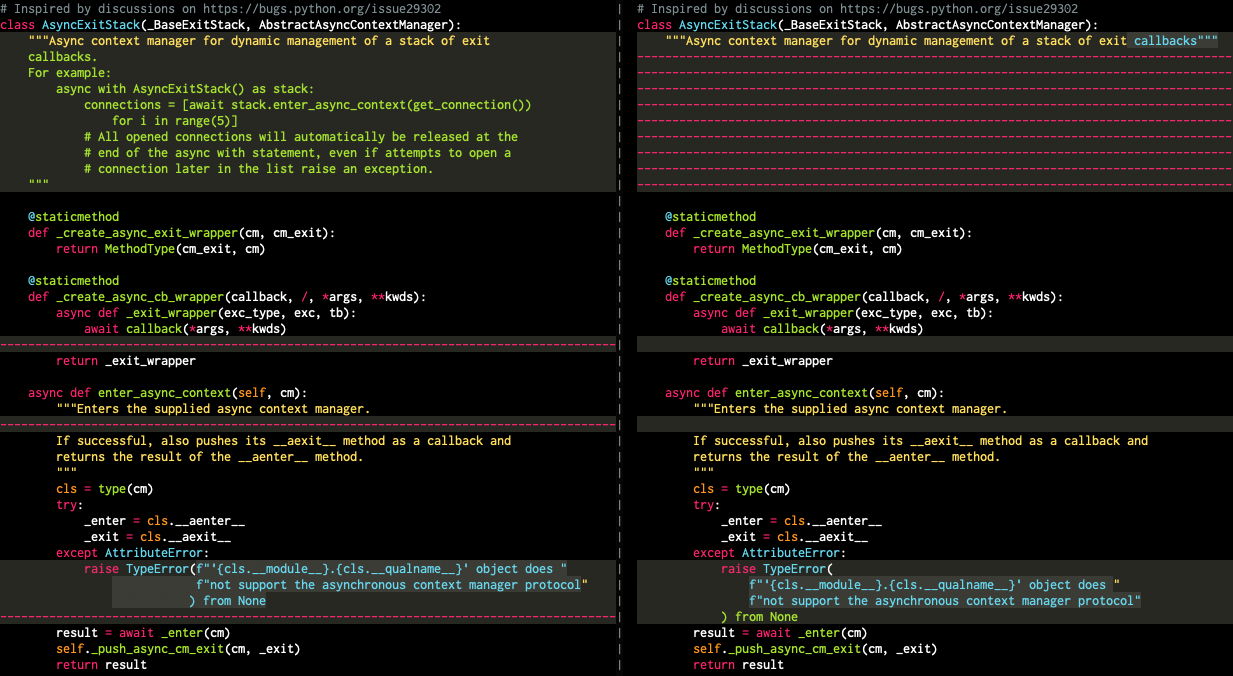 # Inspired by discussions on https://bugs.python.org/issue29302
class AsyncExitStack(_BaseExitStack, AbstractAsyncContextManager):
    """Async context manager for dynamic management of a stack of exit
    callbacks.
    For example:
        async with AsyncExitStack() as stack:
            connections = [await stack.enter_async_context(get_connection())
                for i in range(5)]
            # All opened connections will automatically be released at the
            # end of the async with statement, even if attempts to open a
            # connection later in the list raise an exception.
    """
    @staticmethod
    def _create_async_exit_wrapper(cm, cm_exit):
        return MethodType(cm_exit, cm)
    @staticmethod
    def _create_async_cb_wrapper(callback, /, *args, **kwds):
        async def _exit_wrapper(exc_type, exc, tb):
            await callback(*args, **kwds)
        return _exit_wrapper
    async def enter_async_context(self, cm):
        """Enters the supplied async context manager.
        If successful, also pushes its __aexit__ method as a callback and
        returns the result of the __aenter__ method.
        """
        cls = type(cm)
        try:
            _enter = cls.__aenter__
            _exit = cls.__aexit__
        except AttributeError:
            raise TypeError(f"'{cls.__module__}.{cls.__qualname__}' object does "
                            f"not support the asynchronous context manager protocol"
                           ) from None
        result = await _enter(cm)
        self._push_async_cm_exit(cm, _exit)
        return result
# Inspired by discussions on https://bugs.python.org/issue29302
class AsyncExitStack(_BaseExitStack, AbstractAsyncContextManager):
    """Async context manager for dynamic management of a stack of exit callbacks"""
    @staticmethod
    def _create_async_exit_wrapper(cm, cm_exit):
        return MethodType(cm_exit, cm)
    @staticmethod
    def _create_async_cb_wrapper(callback, /, *args, **kwds):
        async def _exit_wrapper(exc_type, exc, tb):
            await callback(*args, **kwds)
        return _exit_wrapper
    async def enter_async_context(self, cm):
        """Enters the supplied async context manager.
        If successful, also pushes its __aexit__ method as a callback and
        returns the result of the __aenter__ method.
        """
        cls = type(cm)
        try:
            _enter = cls.__aenter__
            _exit = cls.__aexit__
        except AttributeError:
            raise TypeError(
                f"'{cls.__module__}.{cls.__qualname__}' object does "
                f"not support the asynchronous context manager protocol"
            ) from None
        result = await _enter(cm)
        self._push_async_cm_exit(cm, _exit)
        return result